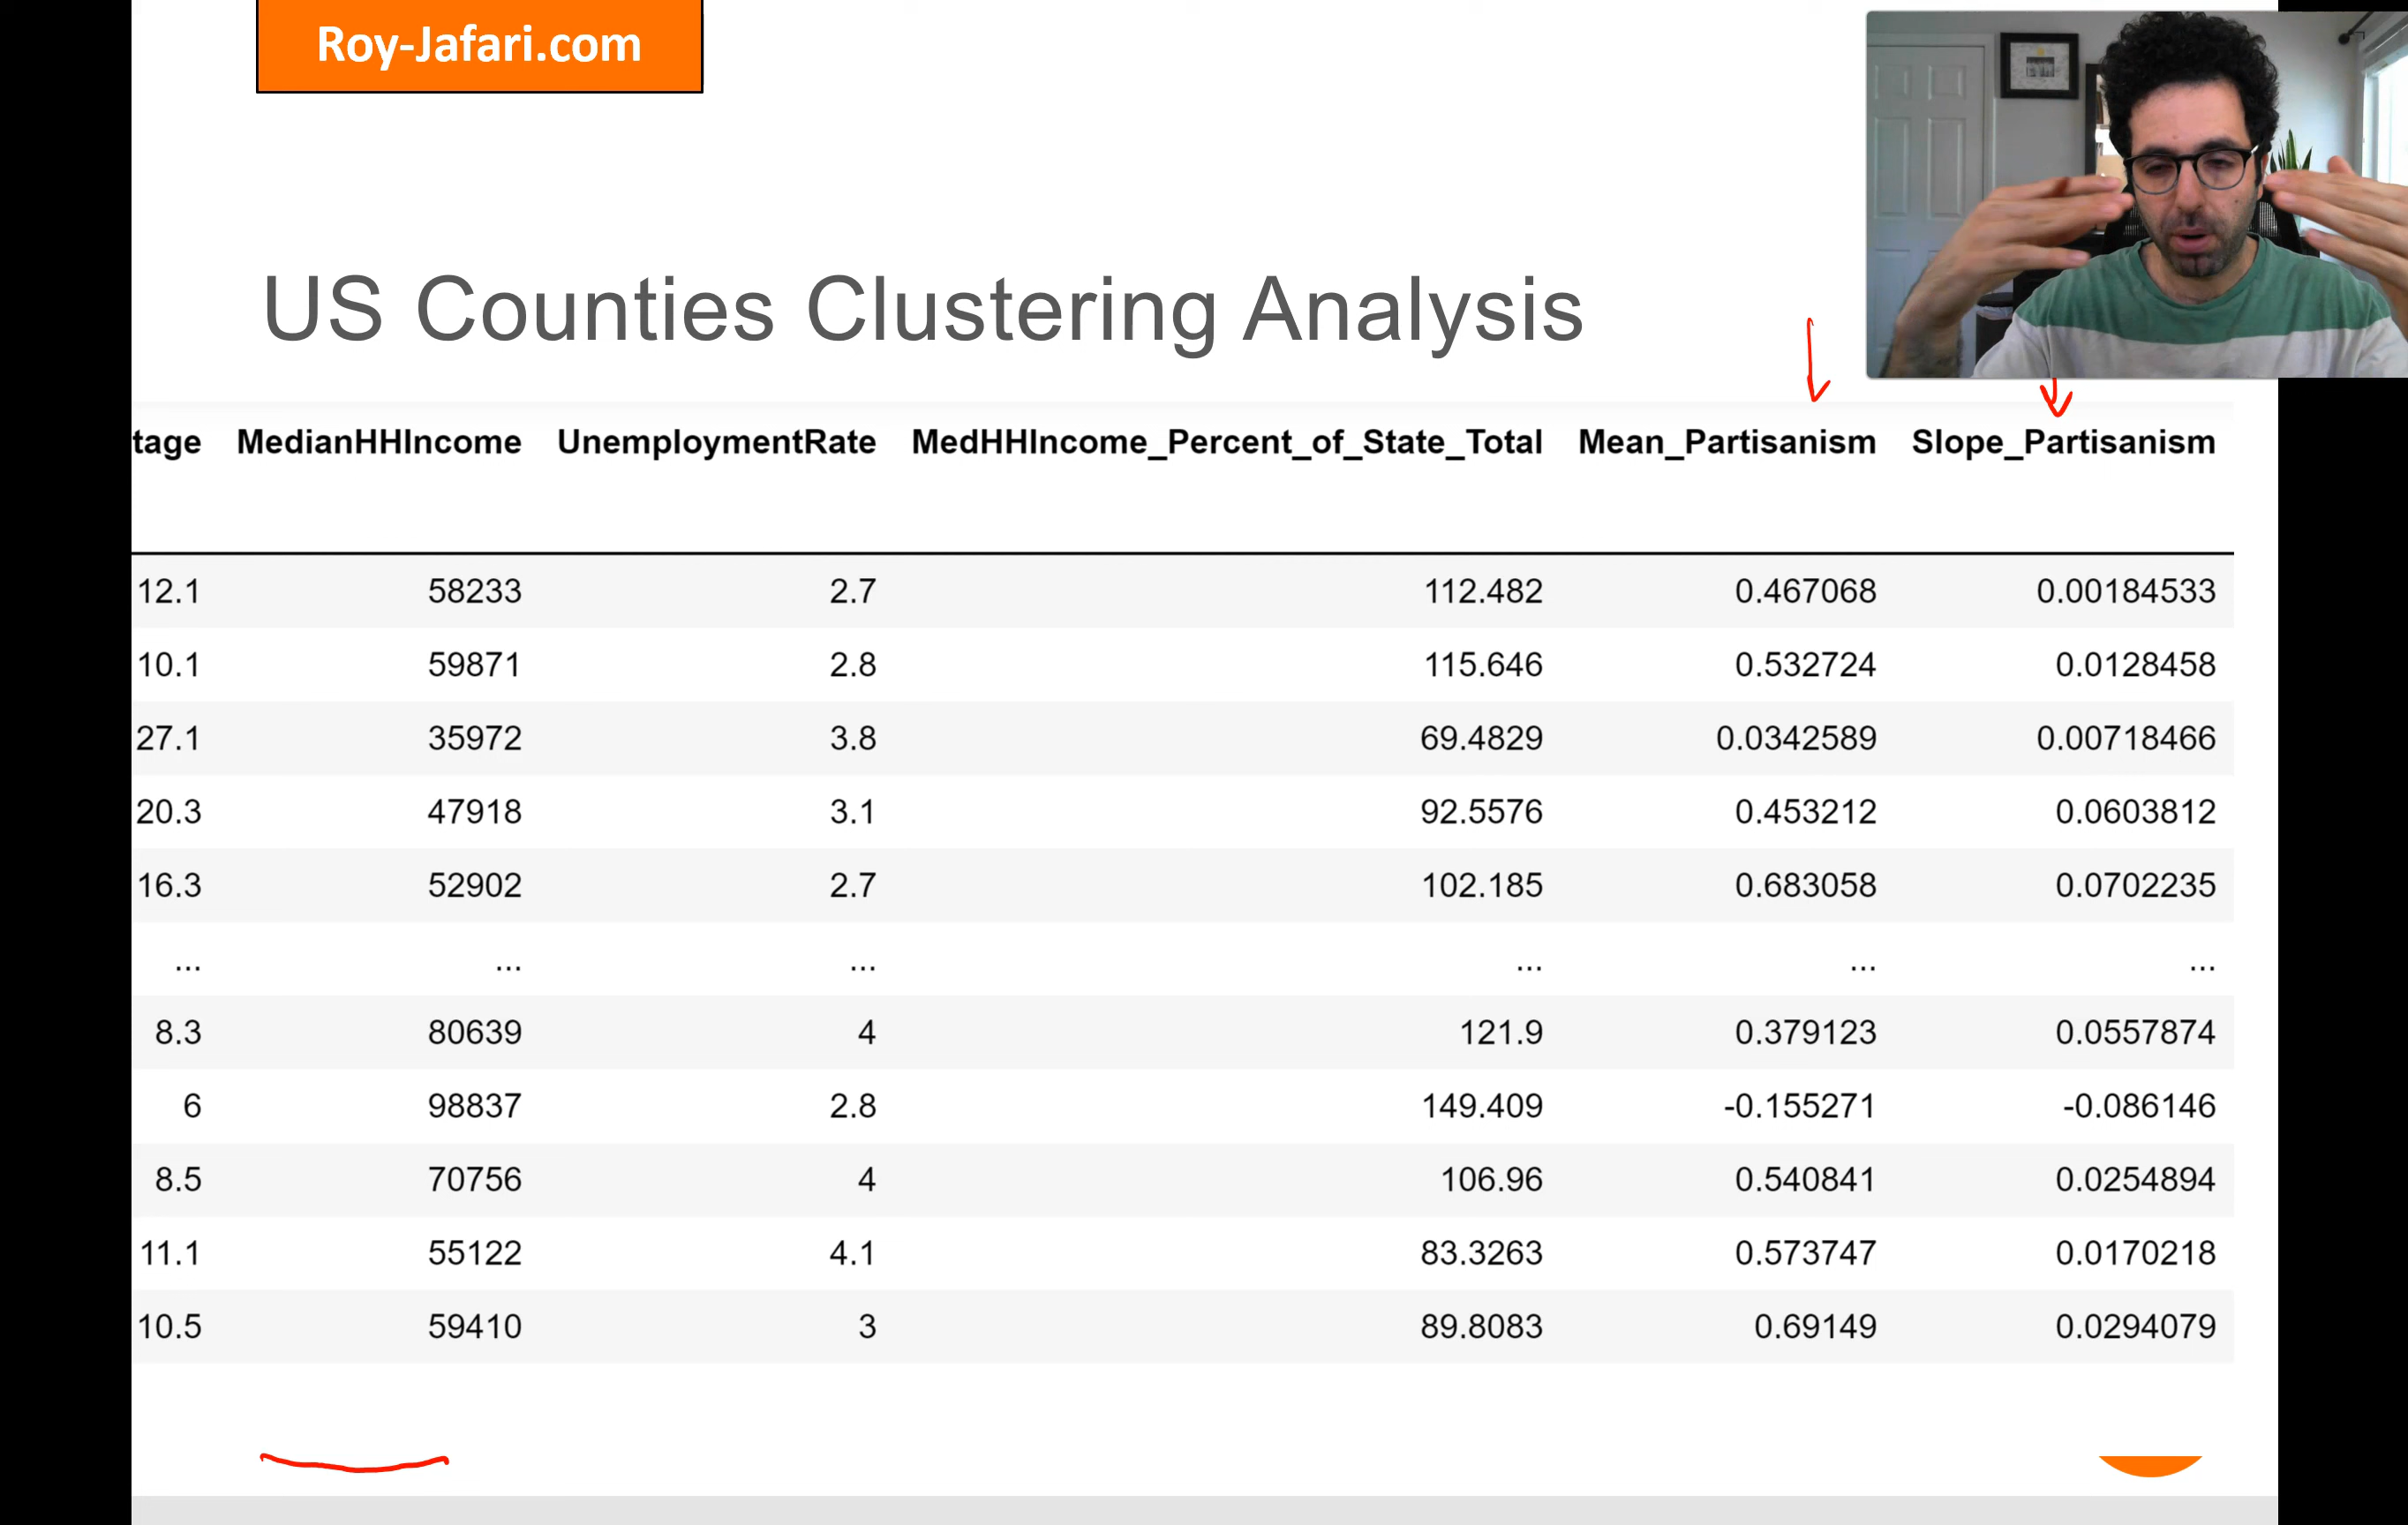 Roy-Jafari.com
US Counties Clustering Analysis
tage MedianHHIncome UnemploymentRate MedHHIncome_Percent_of_State_Total Mean_Partisanism Slope_Partisanism
12.1 58233 2.7 112.482 0.467068 0.00184533
10.1 59871 2.8 115.646 0.532724 0.0128458
27.1 35972 3.8 69.4829 0.0342589 0.00718466
20.3 47918 3.1 92.5576 0.453212 0.0603812
16.3 52902 2.7 102.185 0.683058 0.0702235
... ... ... ... ... ...
8.3 80639 4 121.9 0.379123 0.0557874
6 98837 2.8 149.409 -0.155271 -0.086146
8.5 70756 4 106.96 0.540841 0.0254894
11.1 55122 4.1 83.3263 0.573747 0.0170218
10.5 59410 3 89.8083 0.69149 0.0294079